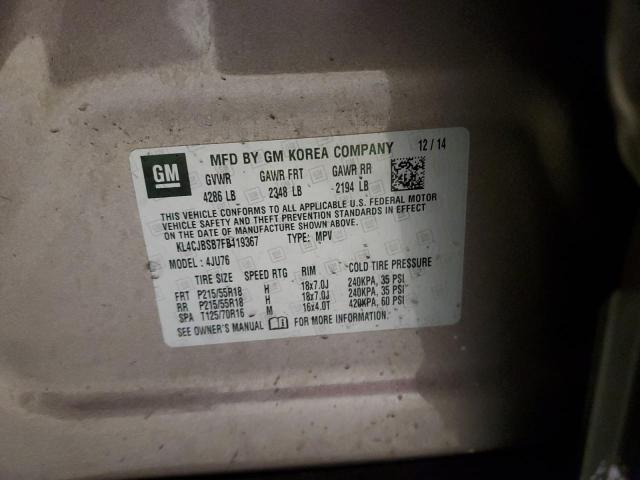 GM
MFD BY GM KOREA COMPANY 12/14
GVWR GAWR FRT GAWR RR
4286 LB 2348 LB 2194 LB
THIS VEHICLE CONFORMS TO ALL APPLICABLE U.S. FEDERAL MOTOR
VEHICLE SAFETY AND THEFT PREVENTION STANDARDS IN EFFECT
ON THE DATE OF MANUFACTURE SHOWN ABOVE.
KL4CJBSB7FB119367 TYPE: MPV
MODEL: 4JU76
TIRE SIZE SPEED RTG RIM COLD TIRE PRESSURE
FRT P215/55R18 H 18x7.0J 240KPA, 35 PSI
RR P215/55R18 H 18x7.0J 240KPA, 35 PSI
SPA T125/70R16 M 16x4.0T 420KPA, 60 PSI
SEE OWNER'S MANUAL FOR MORE INFORMATION.